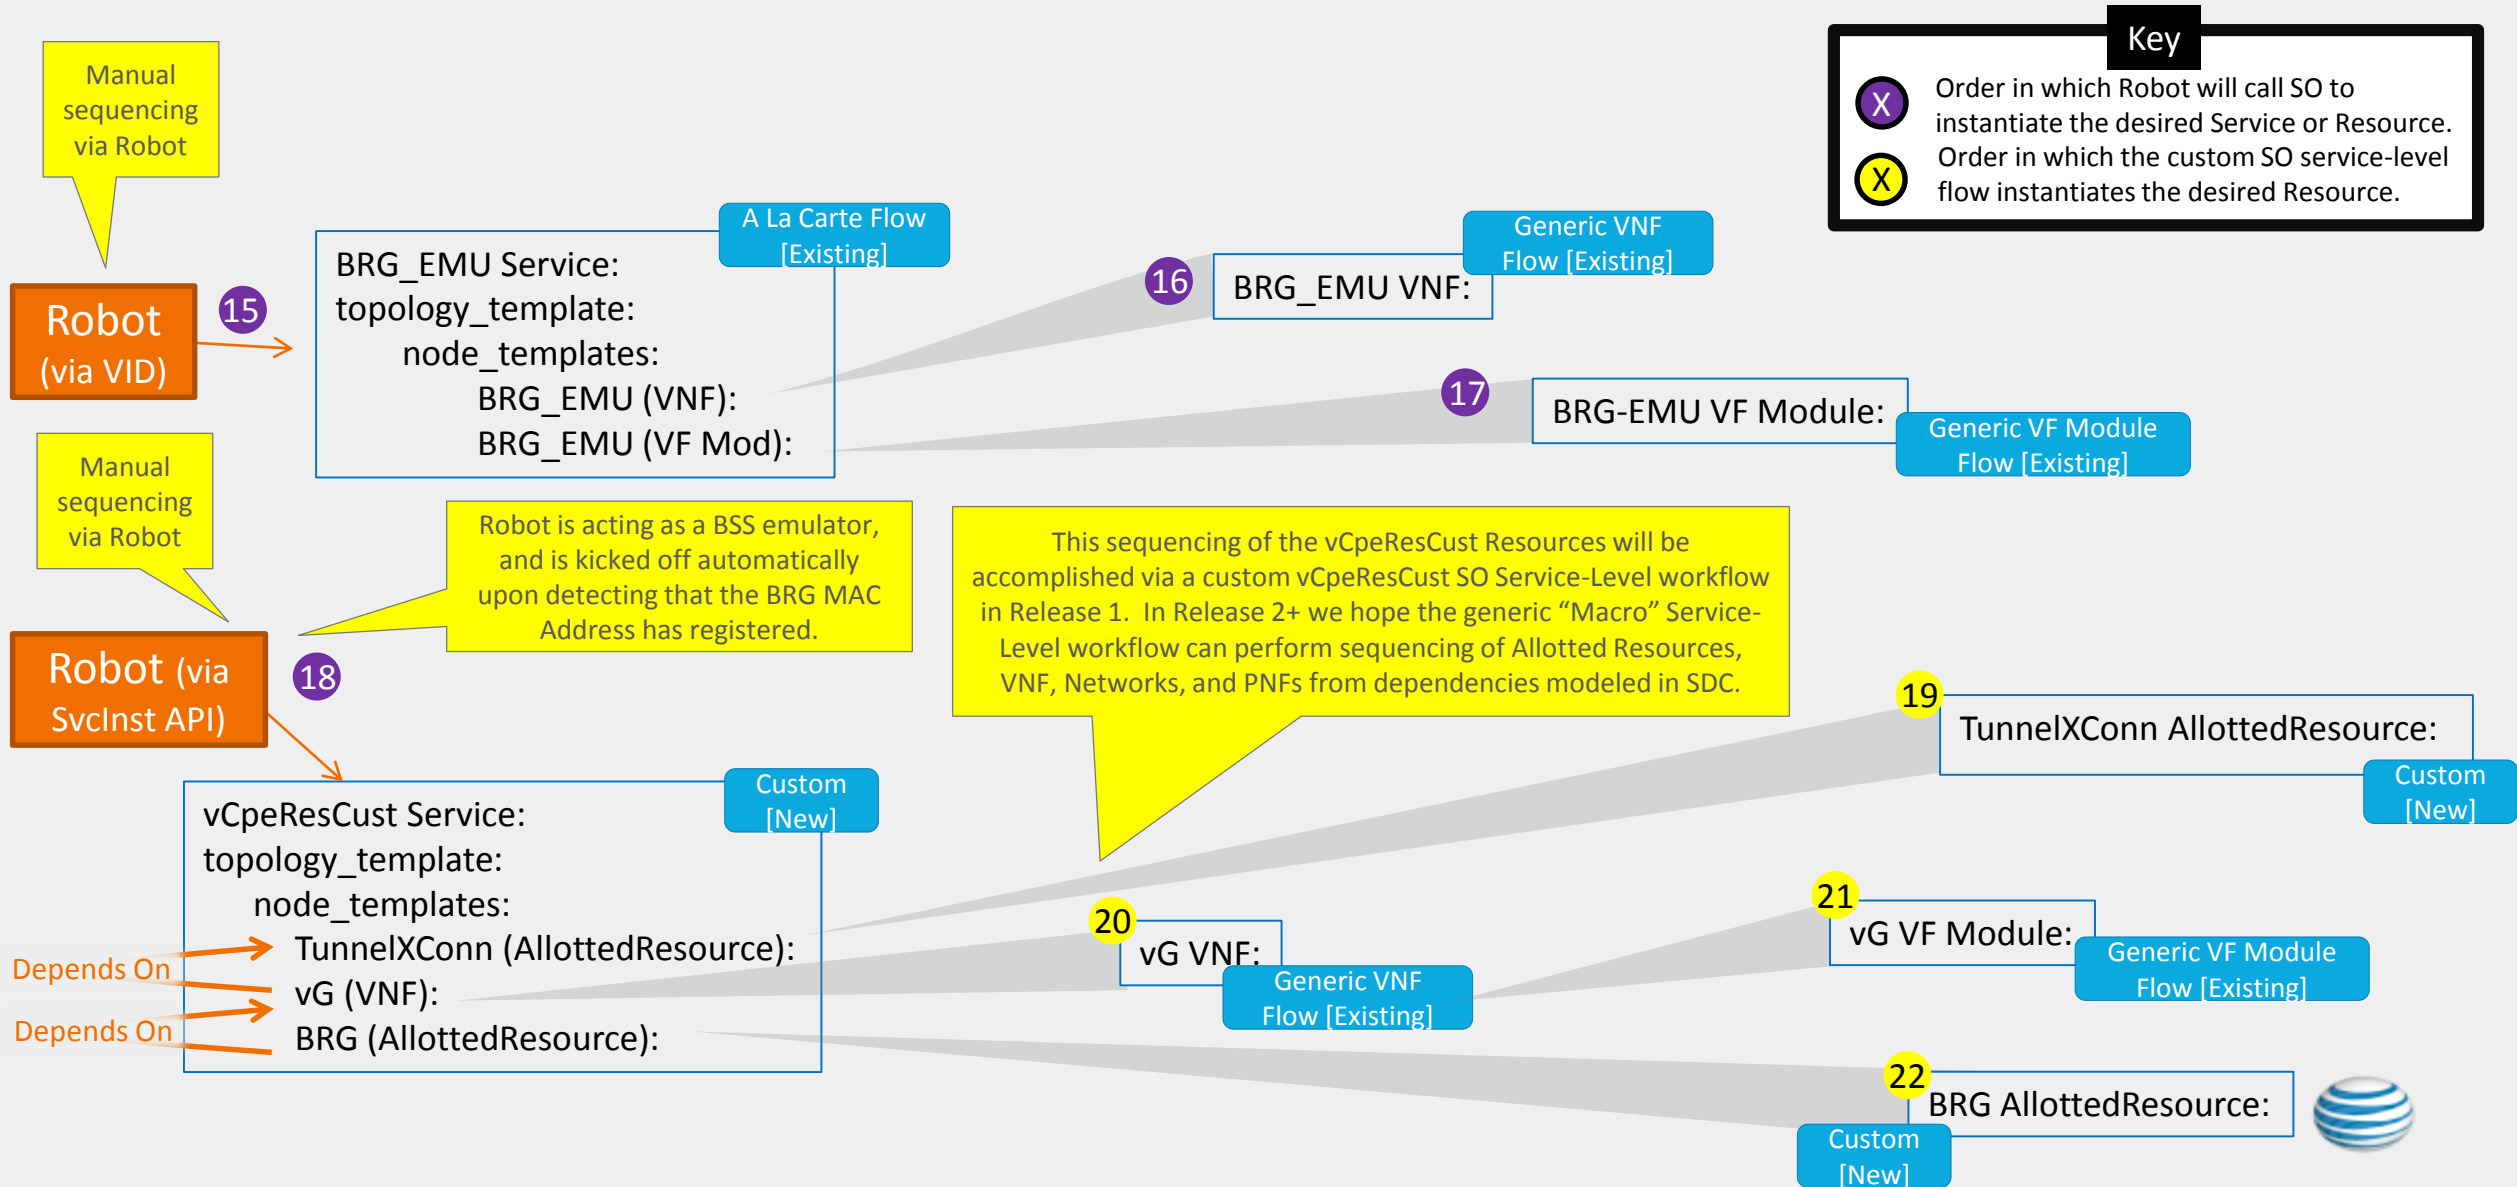 Key
X
Order in which Robot will call SO to
instantiate the desired Service or Resource.
X
Order in which the custom SO service-level
flow instantiates the desired Resource.
Manual
sequencing
via Robot
Robot
(via VID)
15
A La Carte Flow
[Existing]
BRG_EMU Service:
topology_template:
node_templates:
BRG_EMU (VNF):
BRG_EMU (VF Mod):
16
Generic VNF
Flow [Existing]
BRG_EMU VNF:
17
BRG-EMU VF Module:
Generic VF Module
Flow [Existing]
Manual
sequencing
via Robot
Robot is acting as a BSS emulator,
and is kicked off automatically
upon detecting that the BRG MAC
Address has registered.
This sequencing of the vCpeResCust Resources will be
accomplished via a custom vCpeResCust SO Service-Level workflow
in Release 1.  In Release 2+ we hope the generic “Macro” Service-
Level workflow can perform sequencing of Allotted Resources,
VNF, Networks, and PNFs from dependencies modeled in SDC.
Robot (via
SvcInst API)
18
Custom
[New]
vCpeResCust Service:
topology_template:
node_templates:
TunnelXConn (AllottedResource):
vG (VNF):
BRG (AllottedResource):
Depends On
Depends On
19
TunnelXConn AllottedResource:
Custom
[New]
20
vG VNF:
Generic VNF
Flow [Existing]
21
vG VF Module:
Generic VF Module
Flow [Existing]
22
BRG AllottedResource:
Custom
[New]